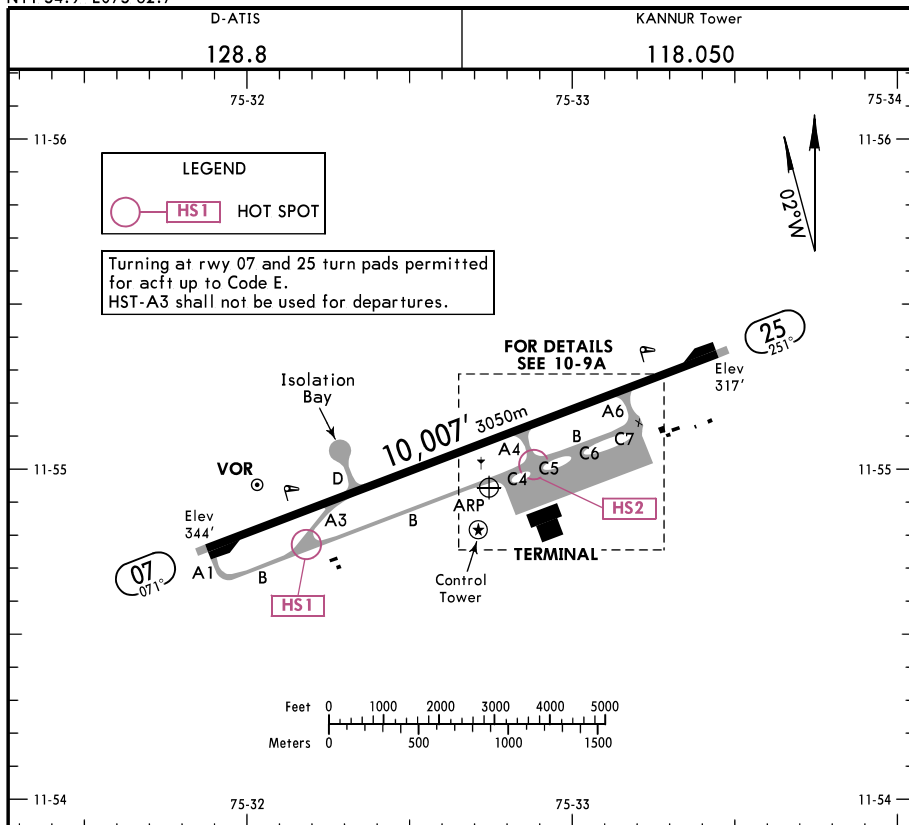 D-ATIS
KANNUR Tower
128.8
118.050
75-32
75-33
75-34
11-56
11-56
LEGEND
HS1 HOT SPOT
02°W
Turning at rwy 07 and 25 turn pads permitted
for acft up to Code E.
HST-A3 shall not be used for departures.
25
251°
FOR DETAILS
SEE 10-9A
Elev
317'
Isolation
Bay
10,007' 3050m
A6
A4
B
C7
C6
C5
C4
11-55
11-55
VOR
D
ARP
HS2
A3
B
Elev
344'
TERMINAL
07
071°
A1
B
Control
Tower
HS1
Feet 0 1000 2000 3000 4000 5000
Meters 0 500 1000 1500
11-54
11-54
75-32
75-33